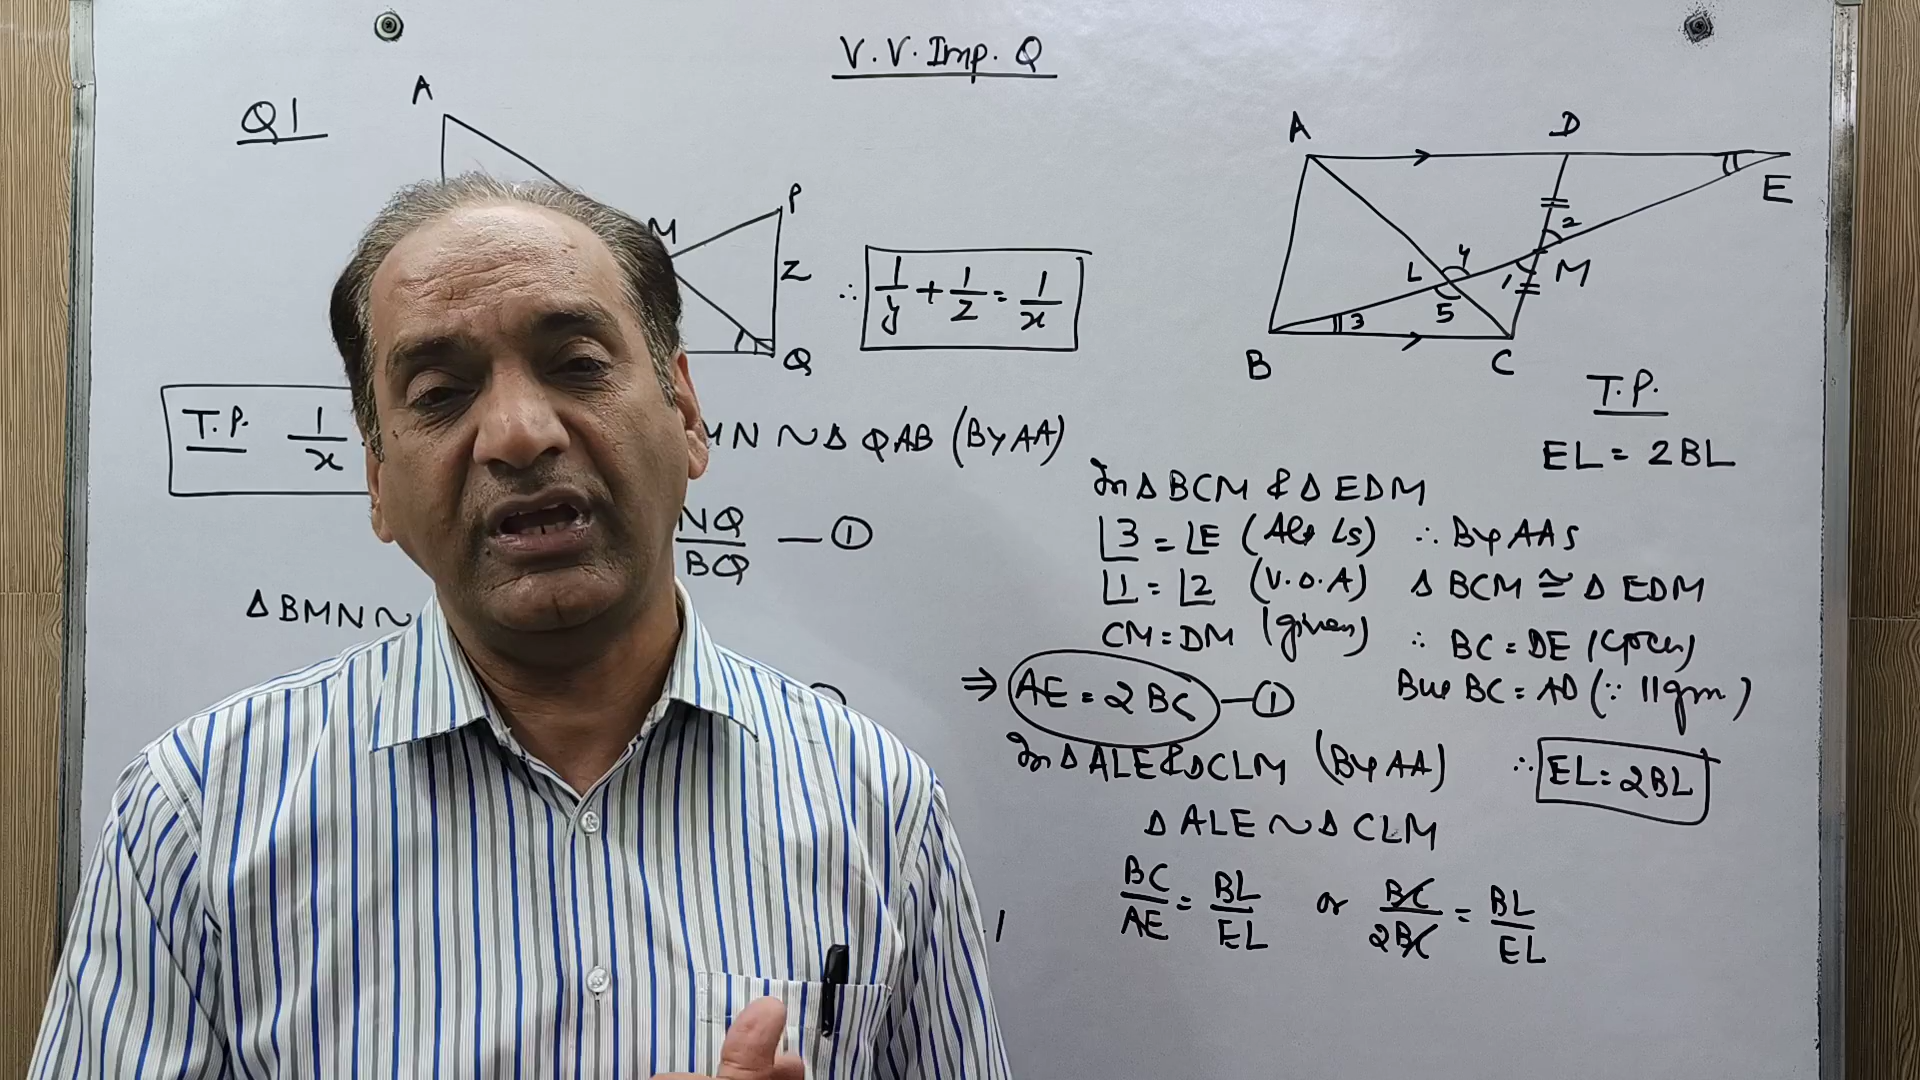 V.V.Imp. Q
Q1
A
M
P
Z
Q
∴ 1/y + 1/z = 1/x
T.P. 1/x
MN ~ Δ QAB (By AA)
NQ/BQ — ①
Δ BMN ~
A
D
E
2
4
L
M
1
5
3
B
C
T.P.
EL = 2BL
In Δ BCM & Δ EDM
∠3 = ∠E (Alt ∠s) ∴ By AAS
∠1 = ∠2 (V.O.A) Δ BCM ≅ Δ EDM
CM = DM (given) ∴ BC = DE (cpct)
⇒ AE = 2BC — ① But BC = AD (∵ ||gm)
In Δ ALE & Δ CLM (By AA) ∴ EL = 2BL
Δ ALE ~ Δ CLM
BC/AE = BL/EL or BC/2BC = BL/EL